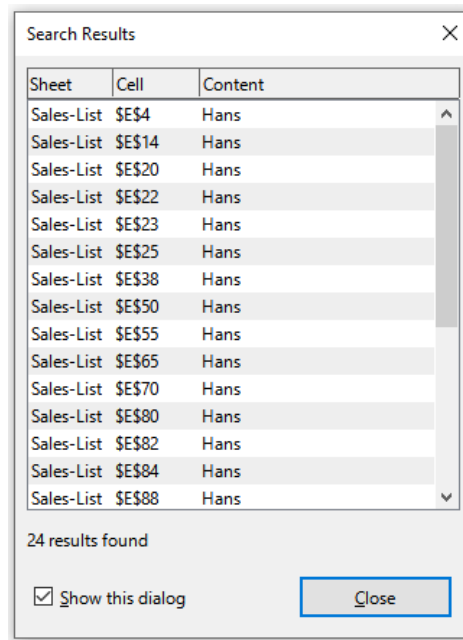 Search Results
Sheet Cell Content
Sales-List $E$4 Hans
Sales-List $E$14 Hans
Sales-List $E$20 Hans
Sales-List $E$22 Hans
Sales-List $E$23 Hans
Sales-List $E$25 Hans
Sales-List $E$38 Hans
Sales-List $E$50 Hans
Sales-List $E$55 Hans
Sales-List $E$65 Hans
Sales-List $E$70 Hans
Sales-List $E$80 Hans
Sales-List $E$82 Hans
Sales-List $E$84 Hans
Sales-List $E$88 Hans
24 results found
Show this dialog Close